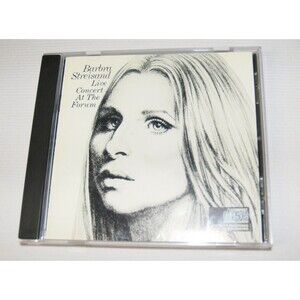 Barbra
Streisand
Live
Concert
At The
Forum